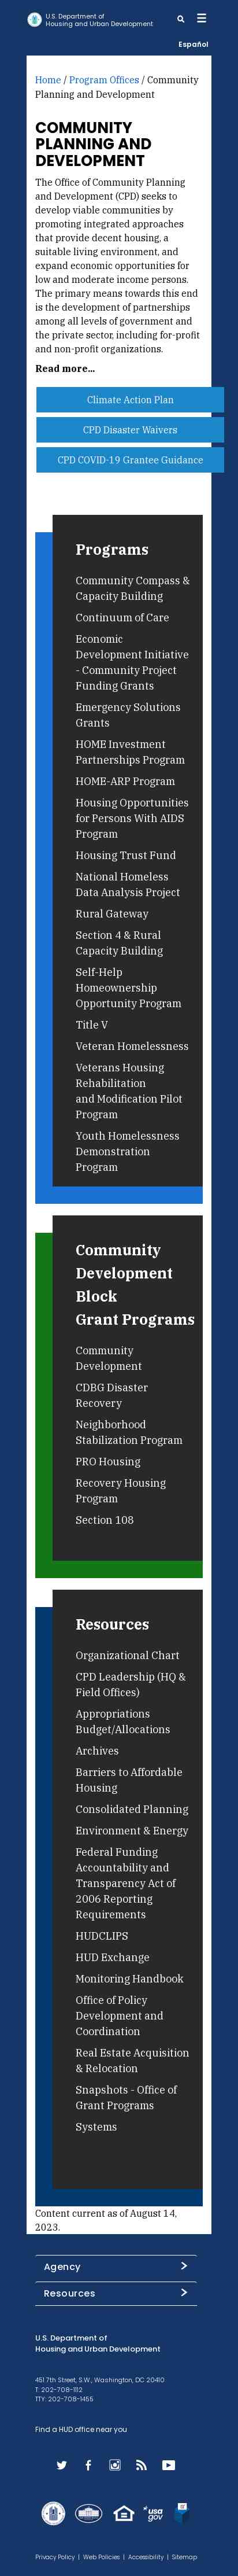 U.S. Department of
Housing and Urban Development
Español
Home / Program Offices / Community
Planning and Development
COMMUNITY
PLANNING AND
DEVELOPMENT
The Office of Community Planning
and Development (CPD) seeks to
develop viable communities by
promoting integrated approaches
that provide decent housing, a
suitable living environment, and
expand economic opportunities for
low and moderate income persons.
The primary means towards this end
is the development of partnerships
among all levels of government and
the private sector, including for-profit
and non-profit organizations.
Read more...
Climate Action Plan
CPD Disaster Waivers
CPD COVID-19 Grantee Guidance
Programs
Community Compass &
Capacity Building
Continuum of Care
Economic
Development Initiative
- Community Project
Funding Grants
Emergency Solutions
Grants
HOME Investment
Partnerships Program
HOME-ARP Program
Housing Opportunities
for Persons With AIDS
Program
Housing Trust Fund
National Homeless
Data Analysis Project
Rural Gateway
Section 4 & Rural
Capacity Building
Self-Help
Homeownership
Opportunity Program
Title V
Veteran Homelessness
Veterans Housing
Rehabilitation
and Modification Pilot
Program
Youth Homelessness
Demonstration
Program
Community
Development
Block
Grant Programs
Community
Development
CDBG Disaster
Recovery
Neighborhood
Stabilization Program
PRO Housing
Recovery Housing
Program
Section 108
Resources
Organizational Chart
CPD Leadership (HQ &
Field Offices)
Appropriations
Budget/Allocations
Archives
Barriers to Affordable
Housing
Consolidated Planning
Environment & Energy
Federal Funding
Accountability and
Transparency Act of
2006 Reporting
Requirements
HUDCLIPS
HUD Exchange
Monitoring Handbook
Office of Policy
Development and
Coordination
Real Estate Acquisition
& Relocation
Snapshots - Office of
Grant Programs
Systems
Content current as of August 14,
2023.
Agency
Resources
U.S. Department of
Housing and Urban Development
451 7th Street, S.W., Washington, DC 20410
T: 202-708-1112
TTY: 202-708-1455
Find a HUD office near you
usa
gov
Privacy Policy | Web Policies | Accessibility | Sitemap